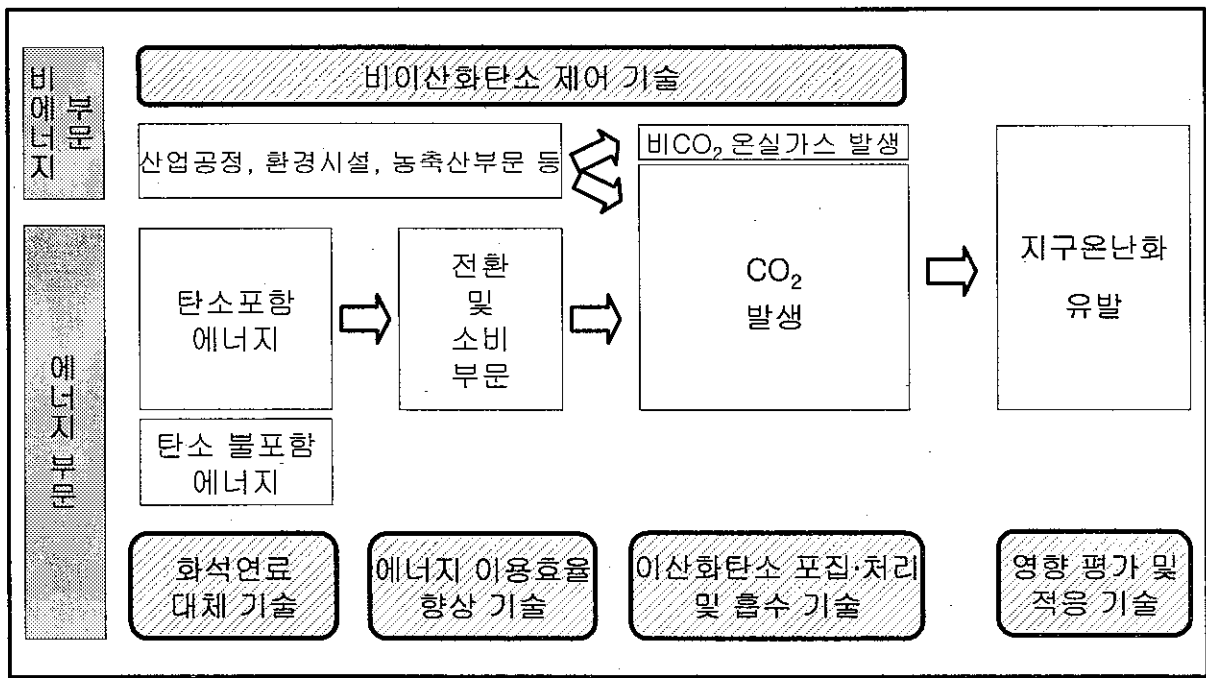 비에너지
부문
비이산화탄소 제어 기술
산업공정, 환경시설, 농축산부문 등
비CO₂ 온실가스 발생
에너지 부문
탄소포함
에너지
전환
및
소비
부문
CO₂
발생
지구온난화
유발
탄소 불포함
에너지
화석연료
대체 기술
에너지 이용효율
향상 기술
이산화탄소 포집·처리
및 흡수 기술
영향 평가 및
적응 기술